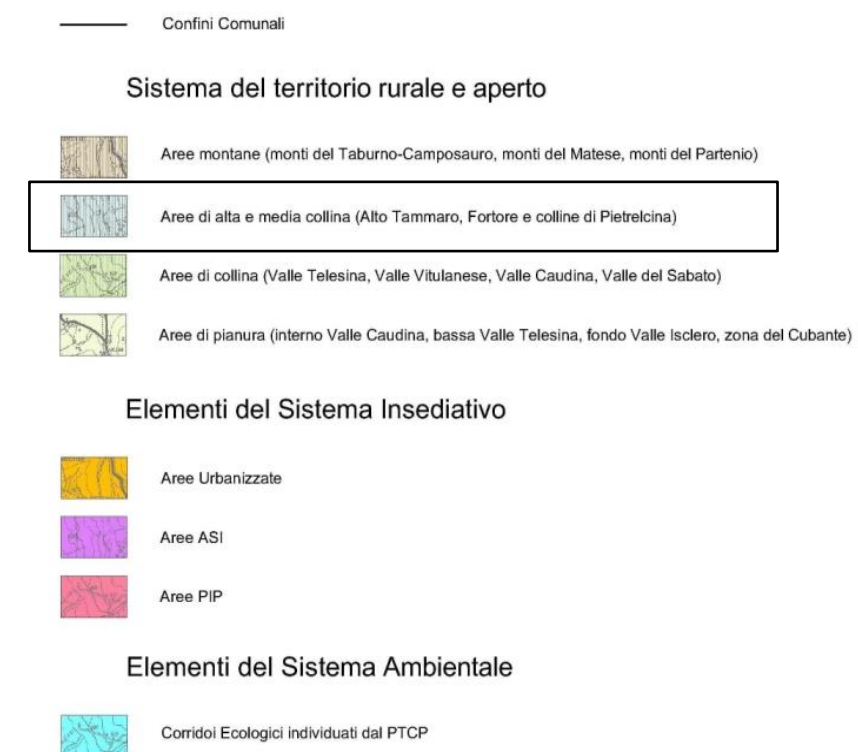 Confini Comunali
Sistema del territorio rurale e aperto
Aree montane (monti del Taburno-Camposauro, monti del Matese, monti del Partenio)
Aree di alta e media collina (Alto Tammaro, Fortore e colline di Pietrelcina)
Aree di collina (Valle Telesina, Valle Vitulanese, Valle Caudina, Valle del Sabato)
Aree di pianura (interno Valle Caudina, bassa Valle Telesina, fondo Valle Isclero, zona del Cubante)
Elementi del Sistema Insediativo
Aree Urbanizzate
Aree ASI
Aree PIP
Elementi del Sistema Ambientale
Corridoi Ecologici individuati dal PTCP